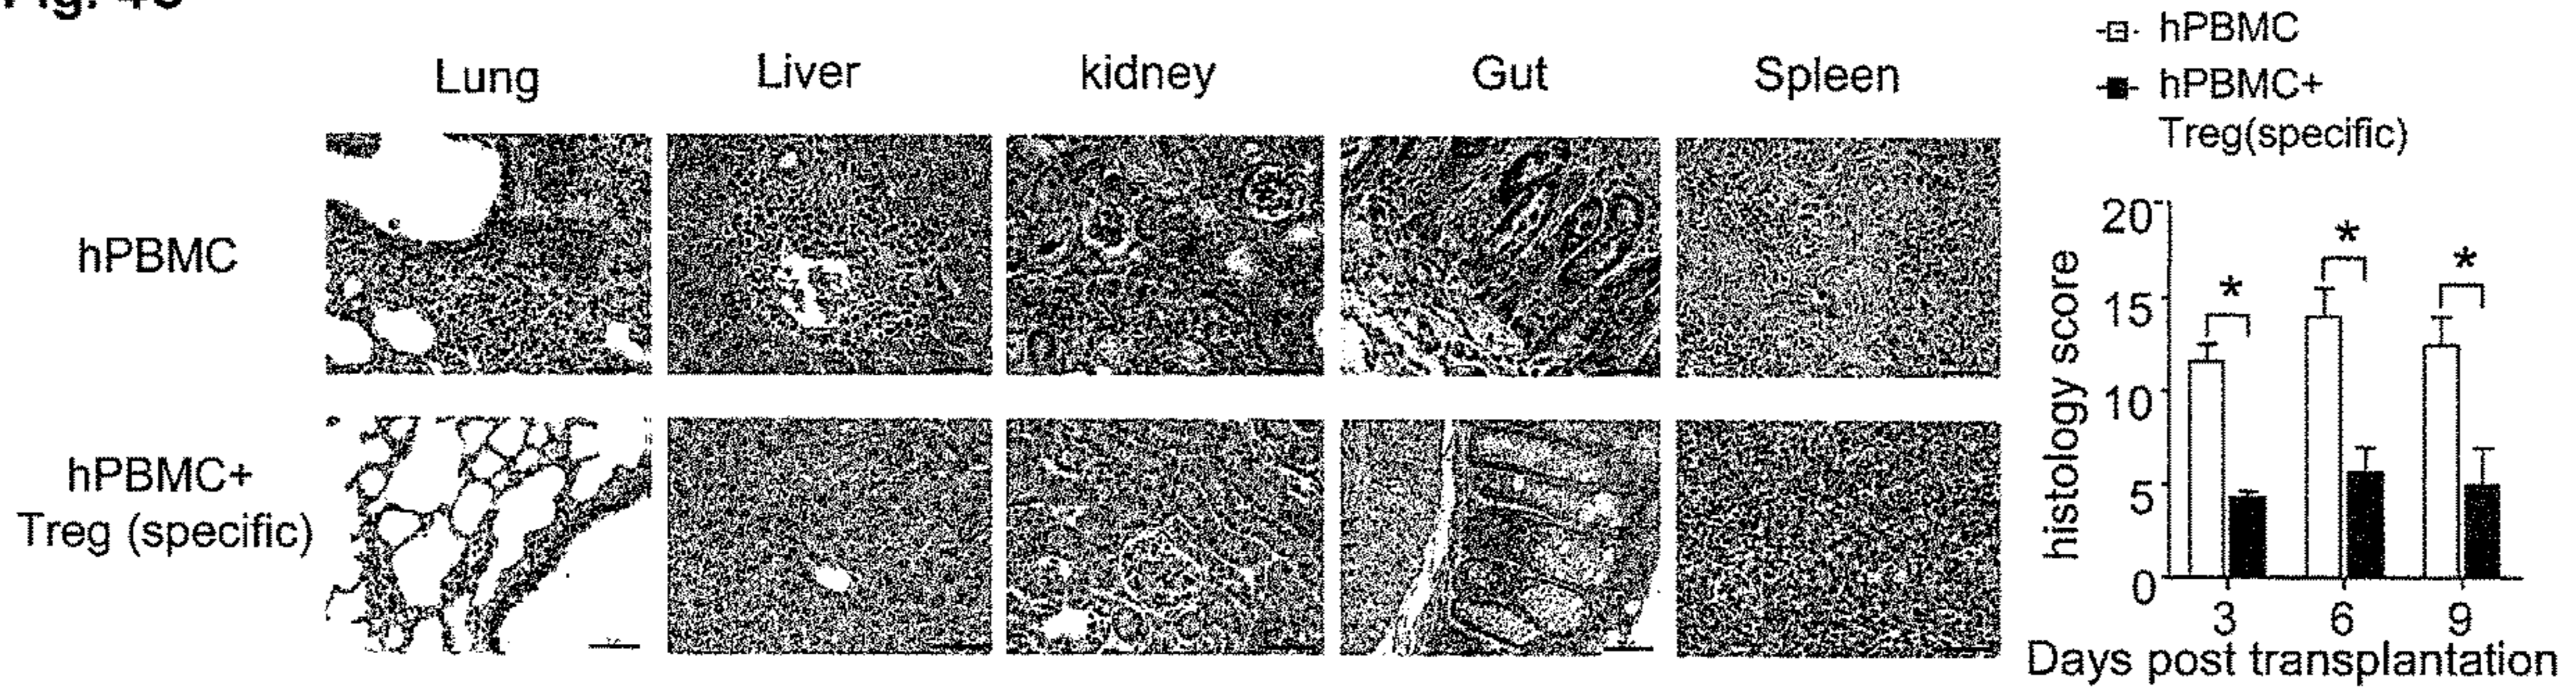 Lung Liver kidney Gut Spleen
hPBMC
hPBMC+
Treg (specific)
hPBMC
hPBMC+
Treg(specific)
histology score
20
15
10
5
0
* * *
3 6 9
Days post transplantation